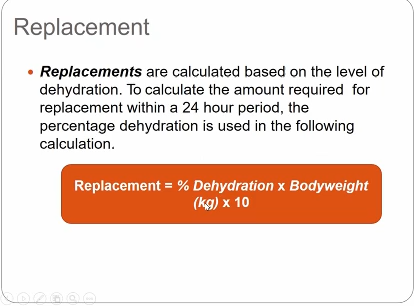 Replacement
Replacements are calculated based on the level of
dehydration. To calculate the amount required for
replacement within a 24 hour period, the
percentage dehydration is used in the following
calculation.
Replacement = % Dehydration x Bodyweight
(kg) x 10